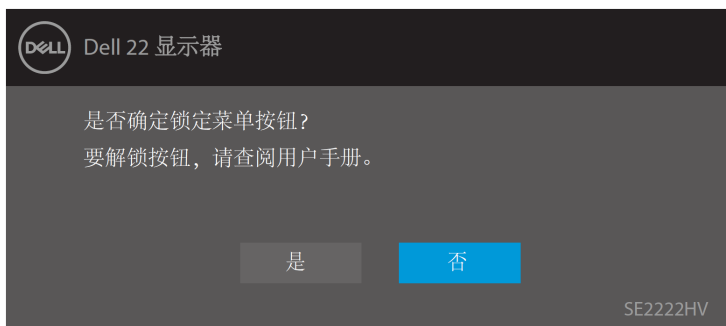 DELL
Dell 22 显示器
是否确定锁定菜单按钮?
要解锁按钮，请查阅用户手册。
是 否
SE2222HV